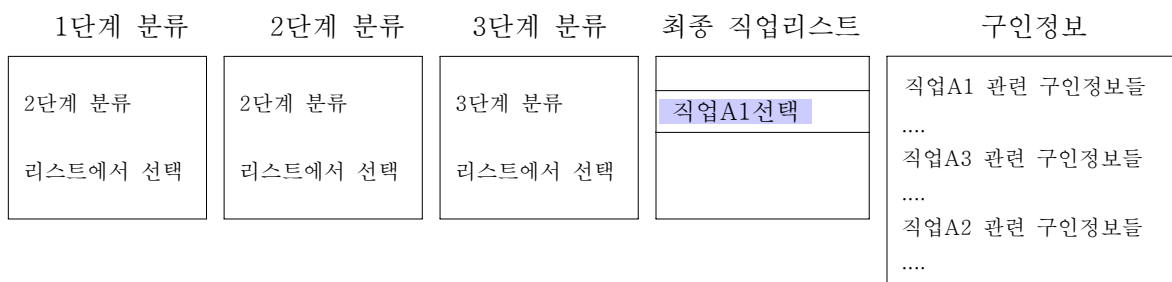 1단계 분류
2단계 분류
3단계 분류
최종 직업리스트
구인정보
2단계 분류
리스트에서 선택
2단계 분류
리스트에서 선택
3단계 분류
리스트에서 선택
직업A1선택
직업A1 관련 구인정보들
....
직업A3 관련 구인정보들
....
직업A2 관련 구인정보들
....